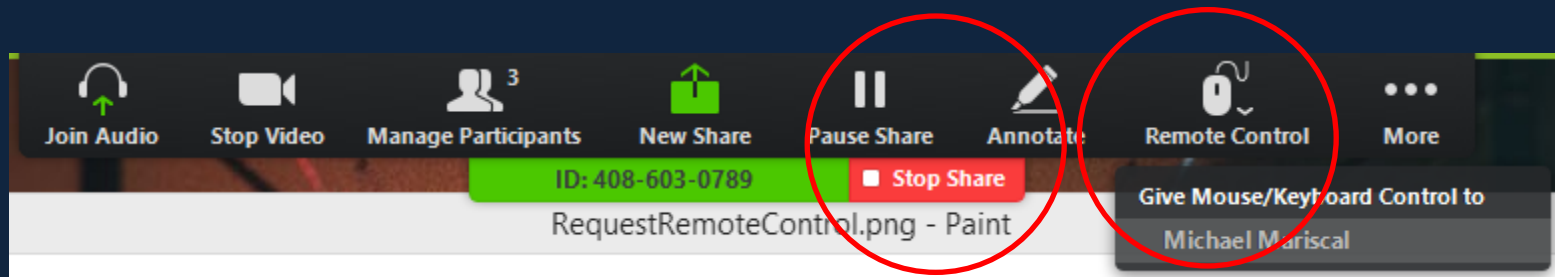 3
Join Audio Stop Video Manage Participants New Share Pause Share Annotate Remote Control More
ID: 408-603-0789 Stop Share
Give Mouse/Keyboard Control to
RequestRemoteControl.png - Paint
Michael Mariscal